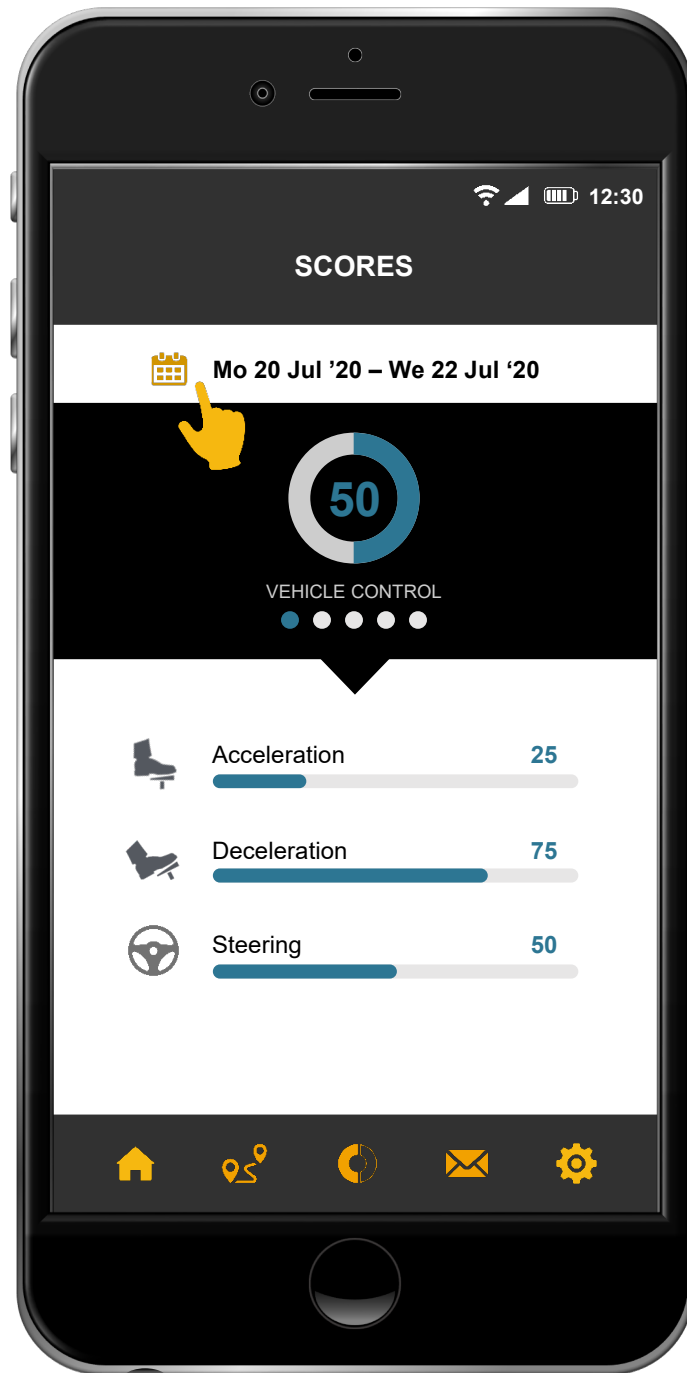 12:30
SCORES
Mo 20 Jul ’20 – We 22 Jul ‘20
50
VEHICLE CONTROL
Acceleration 25
Deceleration 75
Steering 50